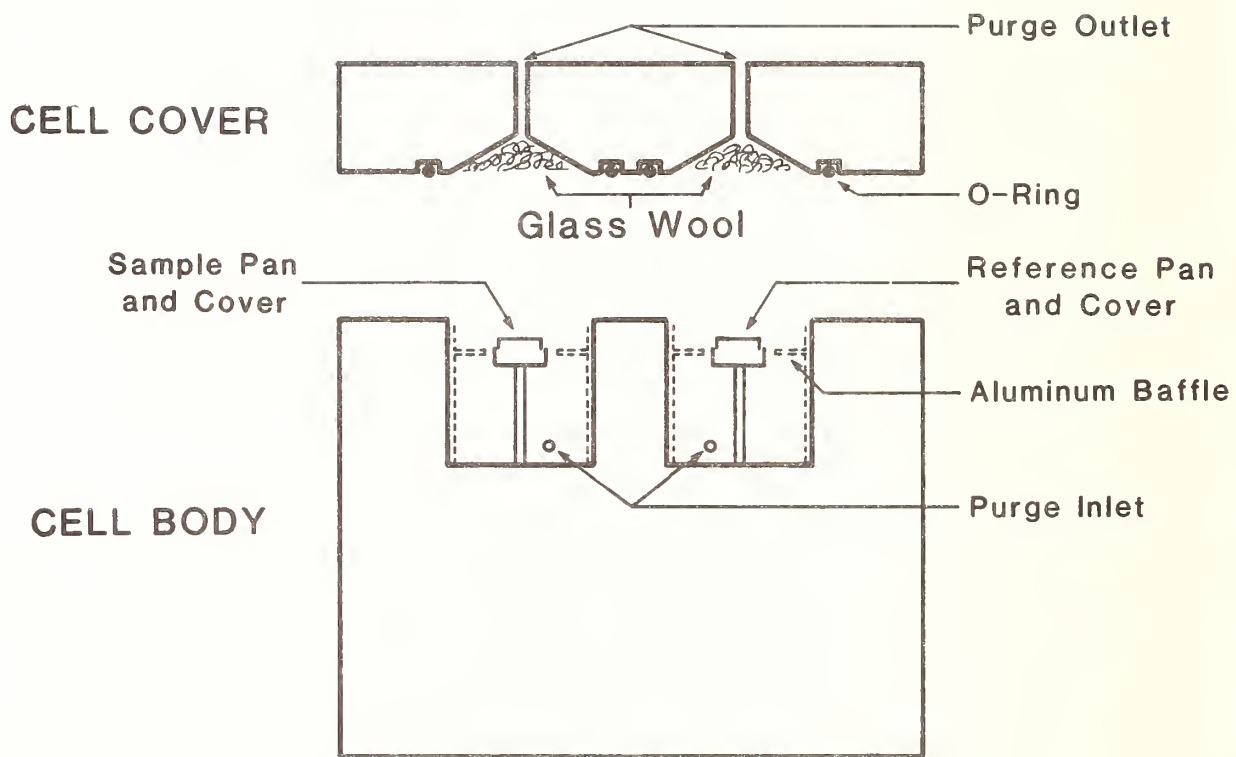 Purge Outlet
CELL COVER
O-Ring
Glass Wool
Sample Pan
and Cover
Reference Pan
and Cover
Aluminum Baffle
Purge Inlet
CELL BODY